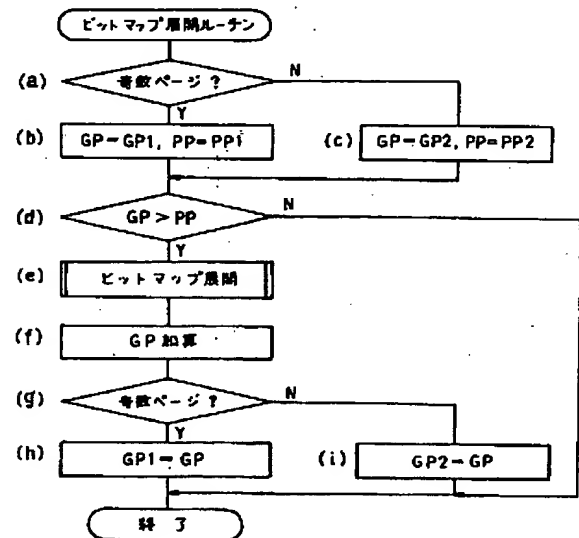 ビットマップ展開ルーチン
(a) 奇数ページ? N
Y
(b) GP=GP1, PP=PP1 (c) GP=GP2, PP=PP2
(d) GP>PP N
Y
(e) ビットマップ展開
(f) GP加算
(g) 奇数ページ? N
Y
(h) GP1=GP (i) GP2=GP
終了